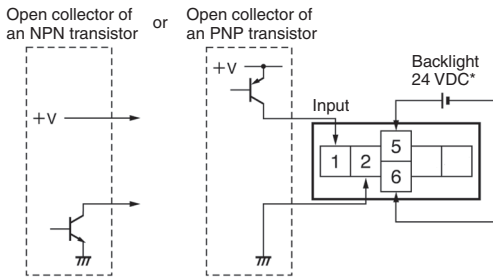 Open collector of
an NPN transistor
or
Open collector of
an PNP transistor
+V
+V
Backlight
24 VDC*
Input
1
2
5
6